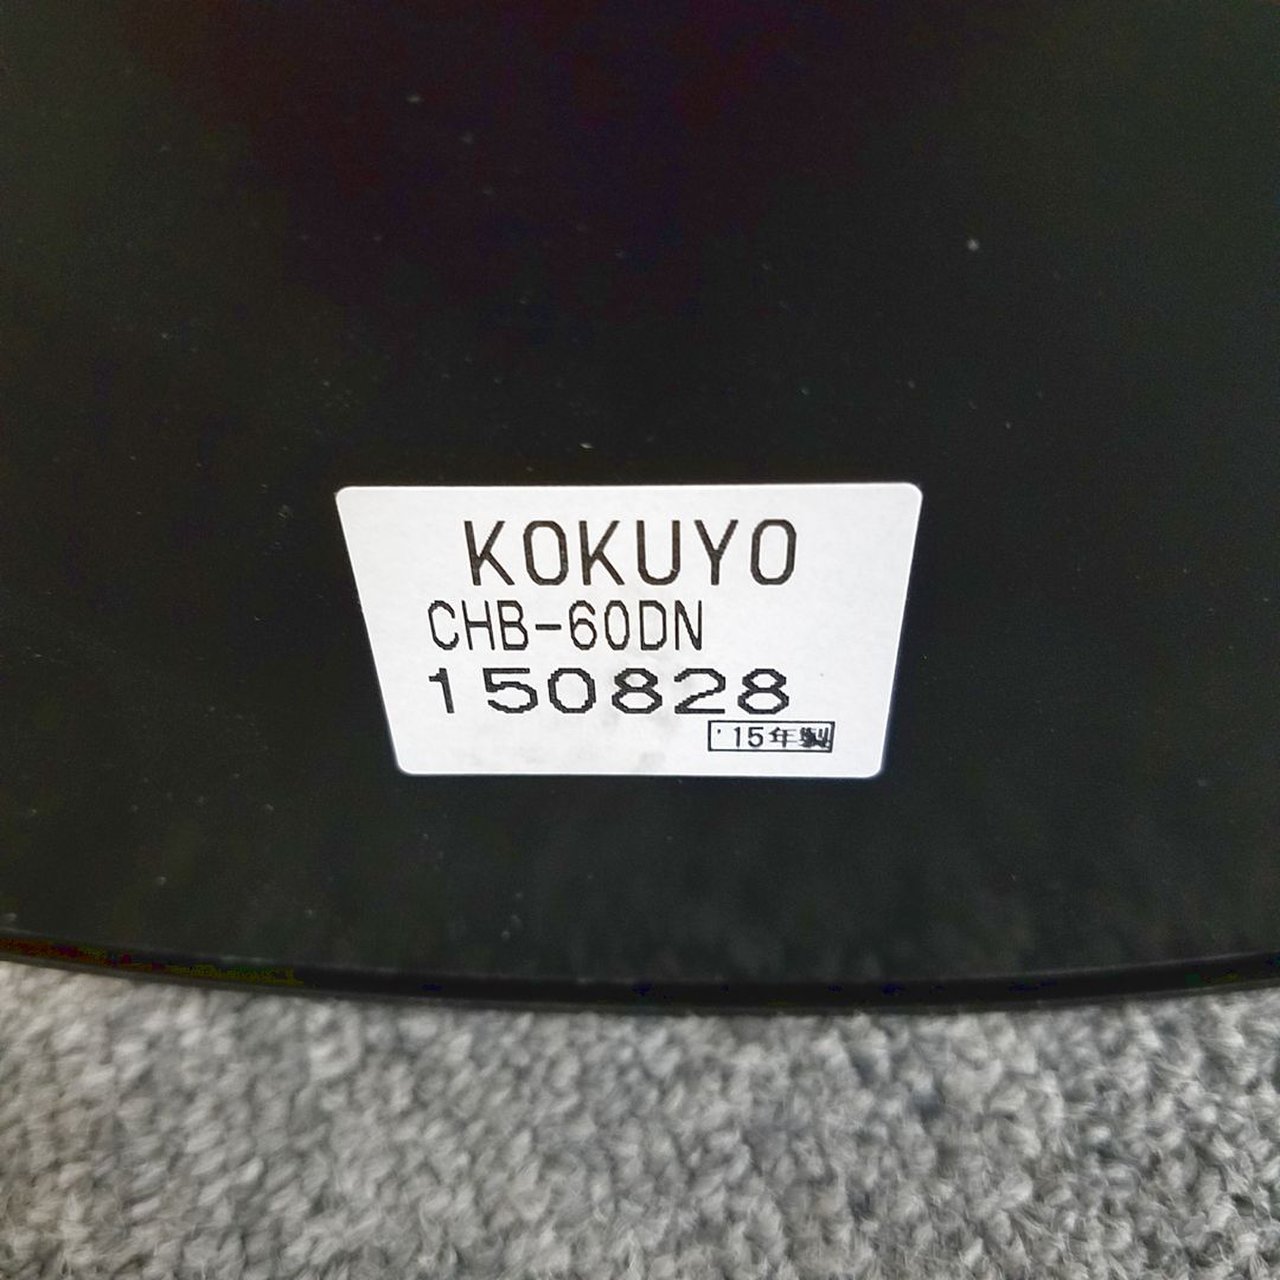 KOKUYO
CHB-60DN
150828
'15年製